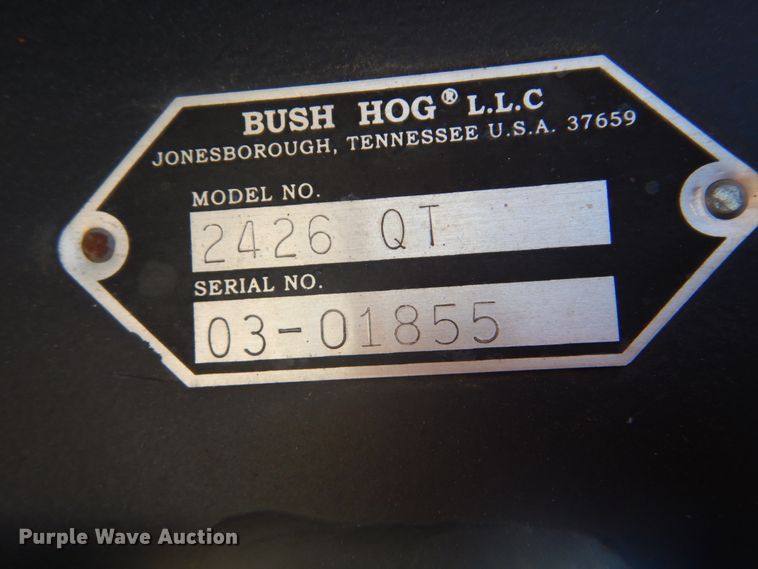 BUSH HOG® L.L.C
JONESBOROUGH, TENNESSEE U.S.A. 37659
MODEL NO.
2426 QT
SERIAL NO.
03-01855
Purple Wave Auction